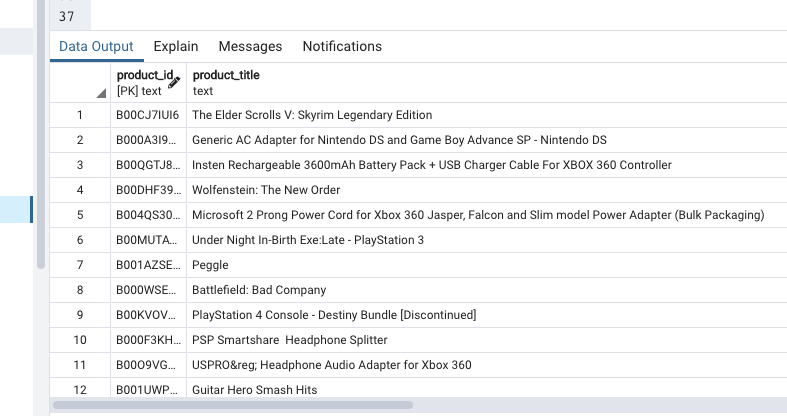 37
Data Output Explain Messages Notifications
product_id product_title
[PK] text text
1 B00CJ7IUI6 The Elder Scrolls V: Skyrim Legendary Edition
2 B000A3I9... Generic AC Adapter for Nintendo DS and Game Boy Advance SP - Nintendo DS
3 B00QGTJ8... Insten Rechargeable 3600mAh Battery Pack + USB Charger Cable For XBOX 360 Controller
4 B00DHF39... Wolfenstein: The New Order
5 B004QS30... Microsoft 2 Prong Power Cord for Xbox 360 Jasper, Falcon and Slim model Power Adapter (Bulk Packaging)
6 B00MUTA... Under Night In-Birth Exe:Late - PlayStation 3
7 B001AZSE... Peggle
8 B000WSE... Battlefield: Bad Company
9 B00KVOV... PlayStation 4 Console - Destiny Bundle [Discontinued]
10 B000F3KH... PSP Smartshare  Headphone Splitter
11 B00O9VG... USPRO&reg; Headphone Audio Adapter for Xbox 360
12 B001UWP... Guitar Hero Smash Hits